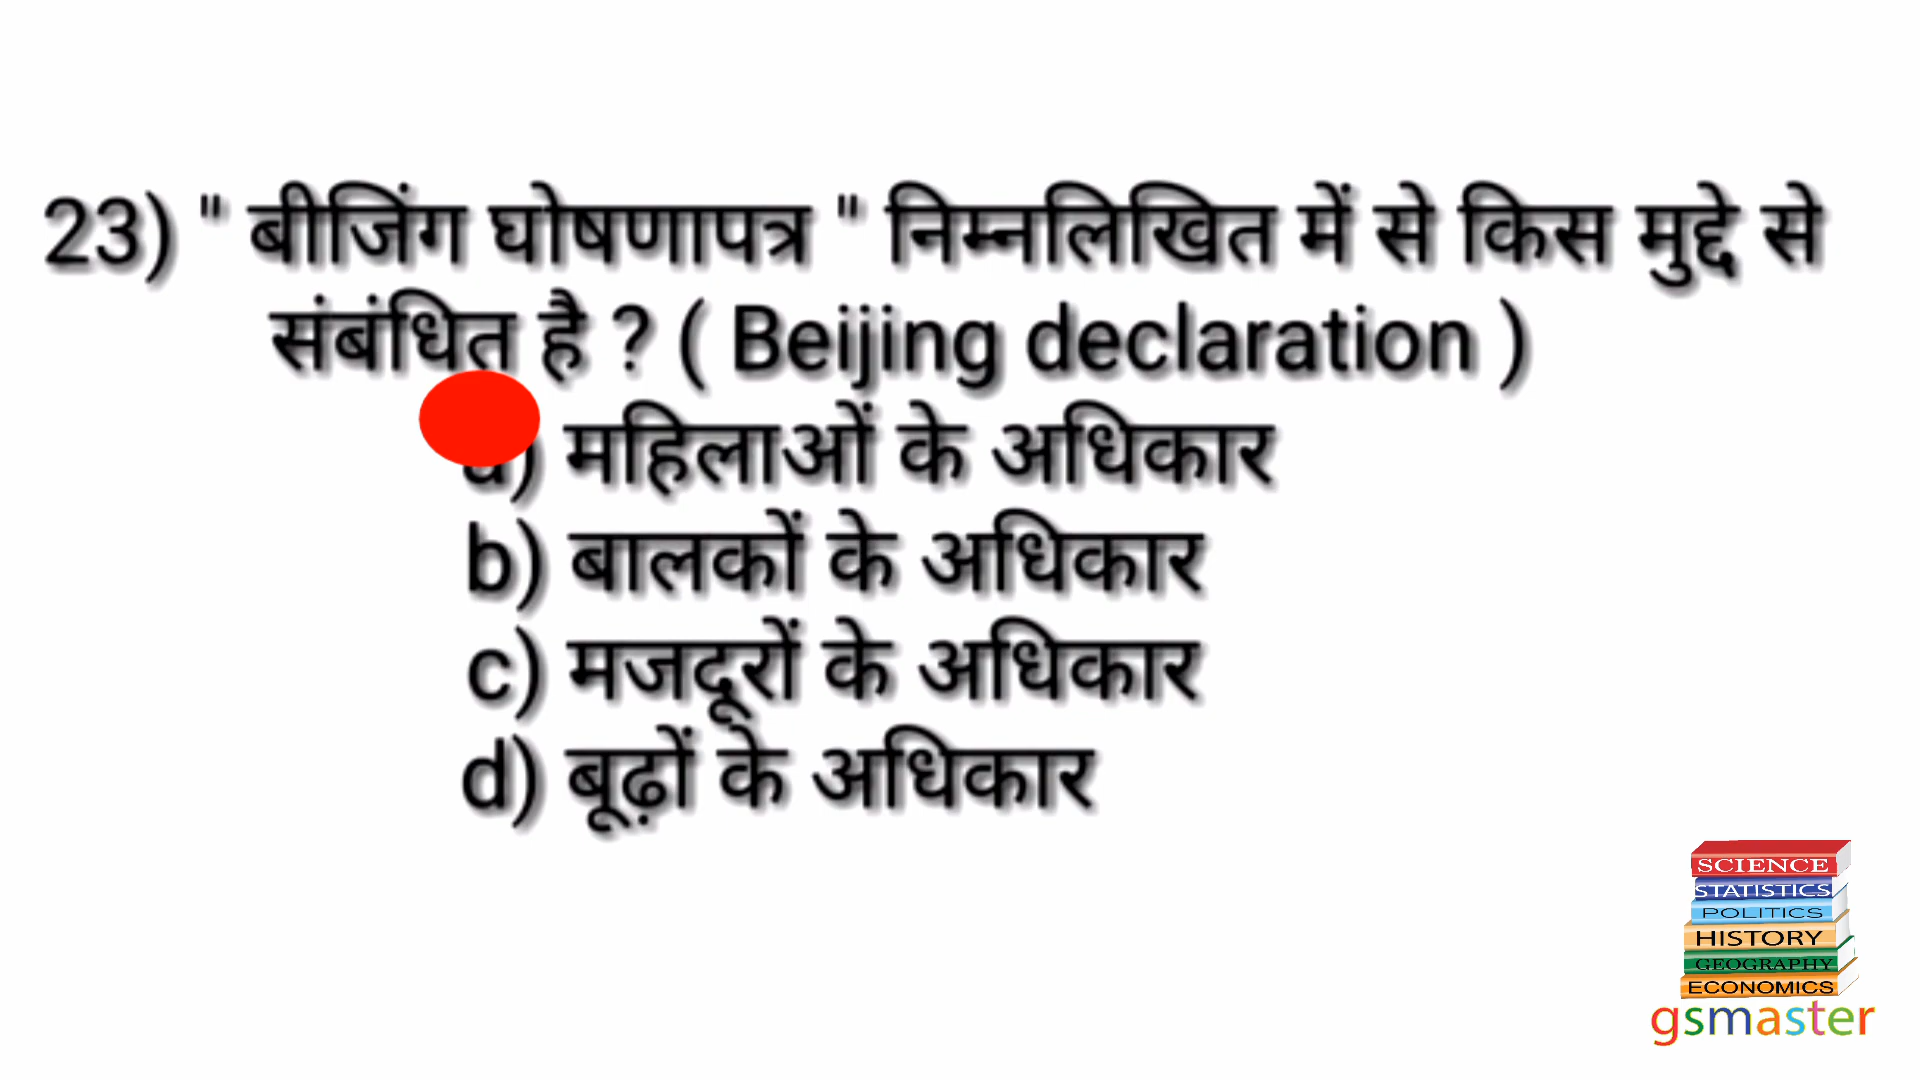 23) " बीजिंग घोषणापत्र " निम्नलिखित में से किस मुद्दे से
संबंधित है ? ( Beijing declaration )
a) महिलाओं के अधिकार
b) बालकों के अधिकार
c) मजदूरों के अधिकार
d) बूढ़ों के अधिकार
SCIENCE
STATISTICS
POLITICS
HISTORY
GEOGRAPHY
ECONOMICS
gsmaster